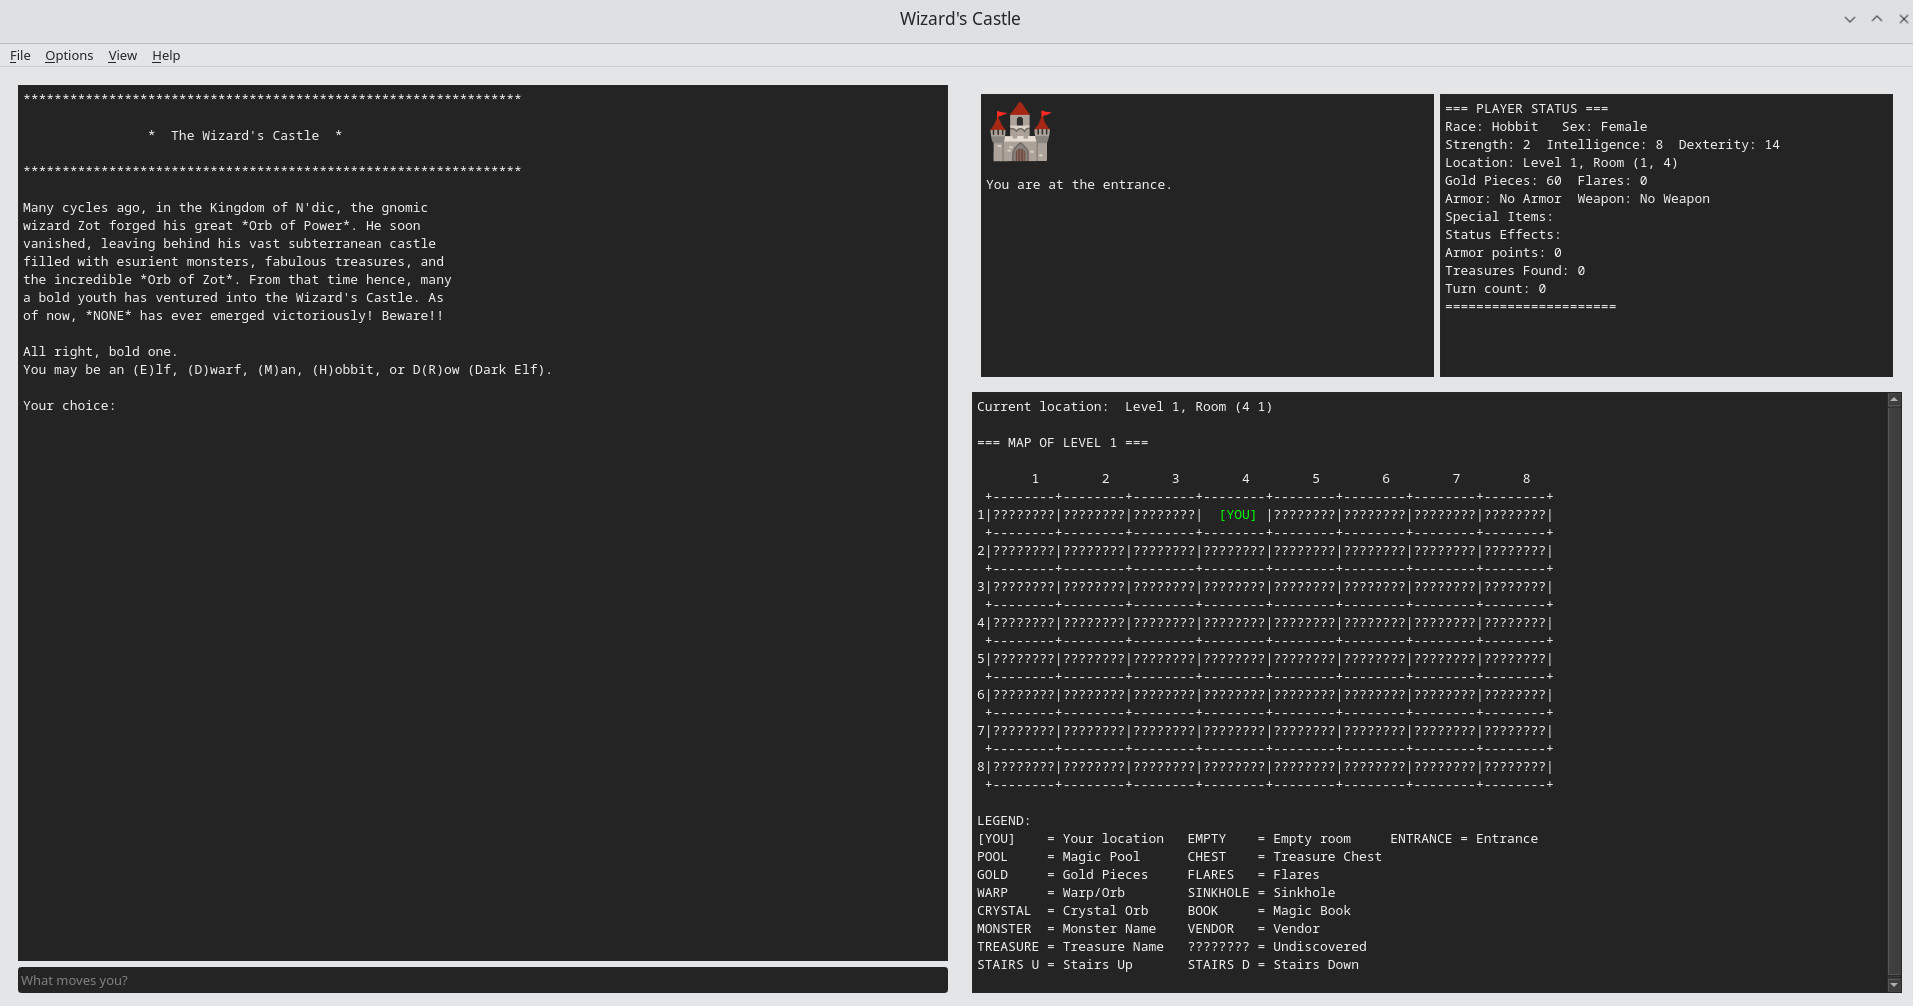 Wizard's Castle
File Options View Help
****************************************************************
* The Wizard's Castle *
****************************************************************
Many cycles ago, in the Kingdom of N'dic, the gnomic
wizard Zot forged his great *Orb of Power*. He soon
vanished, leaving behind his vast subterranean castle
filled with esurient monsters, fabulous treasures, and
the incredible *Orb of Zot*. From that time hence, many
a bold youth has ventured into the Wizard's Castle. As
of now, *NONE* has ever emerged victoriously! Beware!!
All right, bold one.
You may be an (E)lf, (D)warf, (M)an, (H)obbit, or D(R)ow (Dark Elf).
Your choice:
What moves you?
You are at the entrance.
=== PLAYER STATUS ===
Race: Hobbit Sex: Female
Strength: 2 Intelligence: 8 Dexterity: 14
Location: Level 1, Room (1, 4)
Gold Pieces: 60 Flares: 0
Armor: No Armor Weapon: No Weapon
Special Items:
Status Effects:
Armor points: 0
Treasures Found: 0
Turn count: 0
======================
Current location: Level 1, Room (4 1)
=== MAP OF LEVEL 1 ===
1 2 3 4 5 6 7 8
+--------+--------+--------+--------+--------+--------+--------+--------+
1|????????|????????|????????| [YOU] |????????|????????|????????|????????|
+--------+--------+--------+--------+--------+--------+--------+--------+
2|????????|????????|????????|????????|????????|????????|????????|????????|
+--------+--------+--------+--------+--------+--------+--------+--------+
3|????????|????????|????????|????????|????????|????????|????????|????????|
+--------+--------+--------+--------+--------+--------+--------+--------+
4|????????|????????|????????|????????|????????|????????|????????|????????|
+--------+--------+--------+--------+--------+--------+--------+--------+
5|????????|????????|????????|????????|????????|????????|????????|????????|
+--------+--------+--------+--------+--------+--------+--------+--------+
6|????????|????????|????????|????????|????????|????????|????????|????????|
+--------+--------+--------+--------+--------+--------+--------+--------+
7|????????|????????|????????|????????|????????|????????|????????|????????|
+--------+--------+--------+--------+--------+--------+--------+--------+
8|????????|????????|????????|????????|????????|????????|????????|????????|
+--------+--------+--------+--------+--------+--------+--------+--------+
LEGEND:
[YOU] = Your location EMPTY = Empty room ENTRANCE = Entrance
POOL = Magic Pool CHEST = Treasure Chest
GOLD = Gold Pieces FLARES = Flares
WARP = Warp/Orb SINKHOLE = Sinkhole
CRYSTAL = Crystal Orb BOOK = Magic Book
MONSTER = Monster Name VENDOR = Vendor
TREASURE = Treasure Name ???????? = Undiscovered
STAIRS U = Stairs Up STAIRS D = Stairs Down